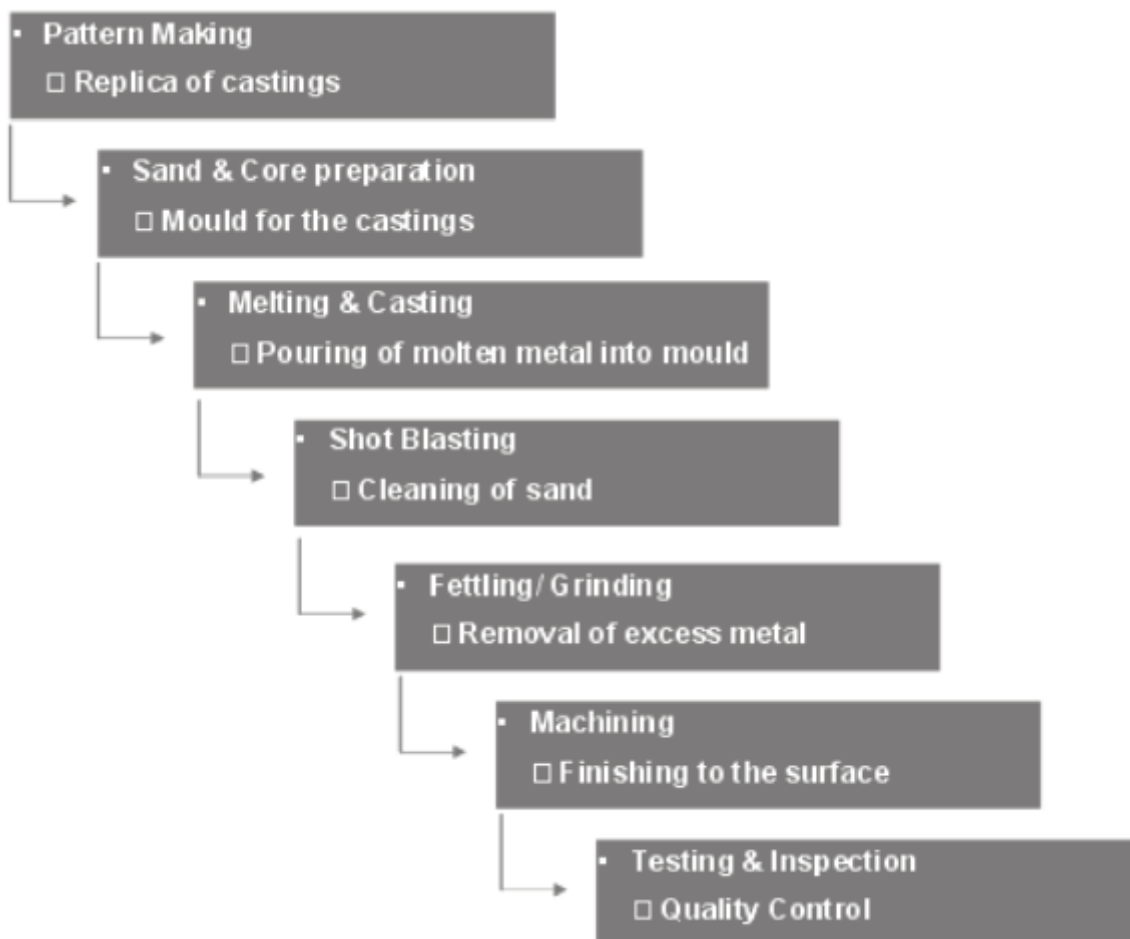 ▪ Pattern Making
□ Replica of castings
▪ Sand & Core preparation
□ Mould for the castings
▪ Melting & Casting
□ Pouring of molten metal into mould
▪ Shot Blasting
□ Cleaning of sand
▪ Fettling/ Grinding
□ Removal of excess metal
▪ Machining
□ Finishing to the surface
▪ Testing & Inspection
□ Quality Control